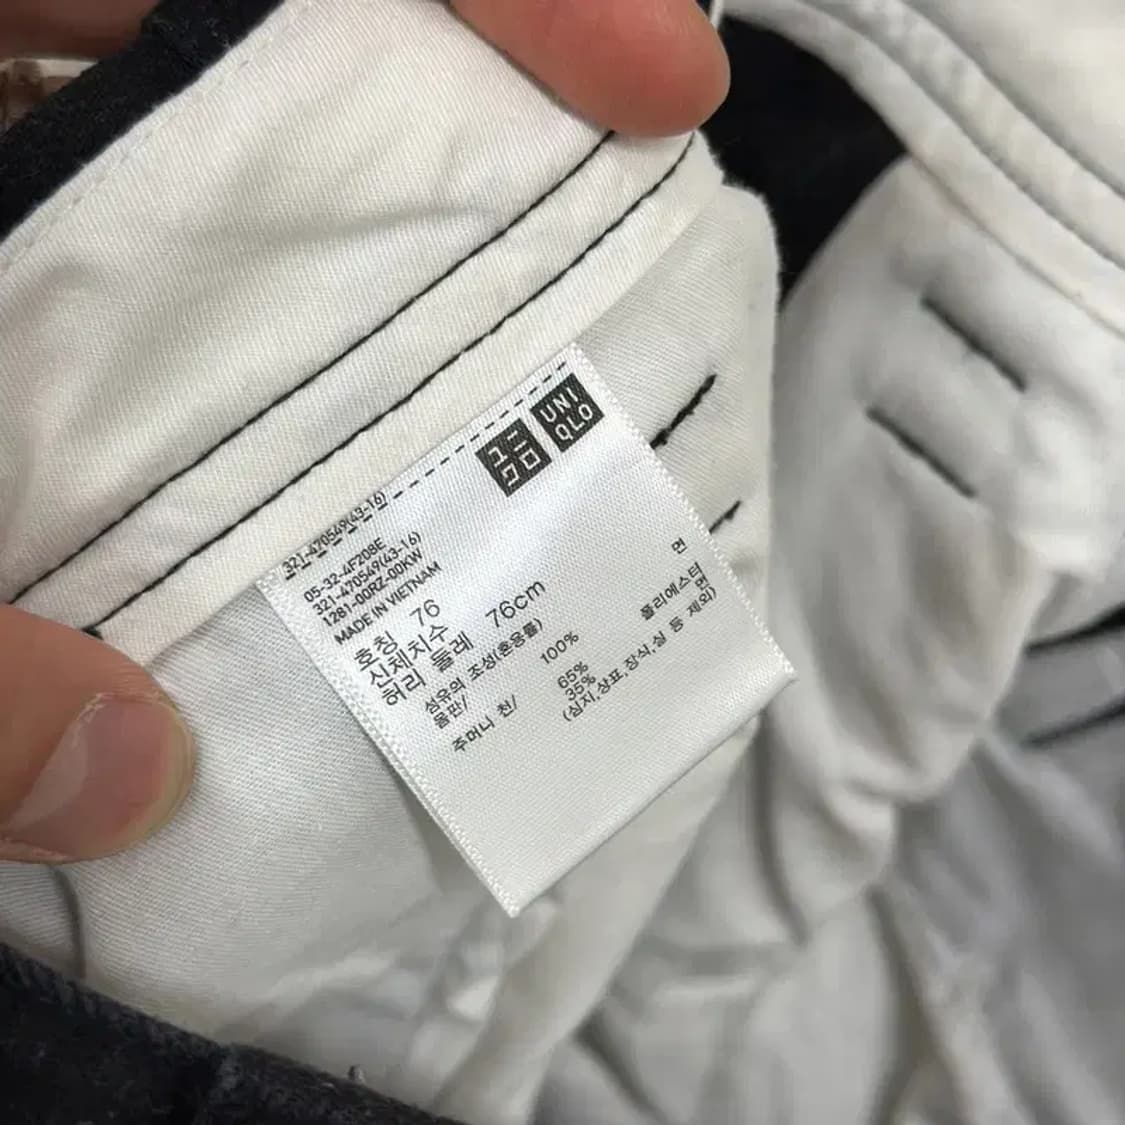 ユニ
クロ
UNI
QLO
321-470549(43-16)
05-32-4F208E
321-470549(43-16)
1281-00RZ-00KW
MADE IN VIETNAM
호칭 76
신체치수
허리 둘레 76cm
섬유의 조성(혼용률)
몸판/ 100% 면
주머니 천/ 65% 폴리에스터
35% 면
(심지,상표,장식,실 등 제외)